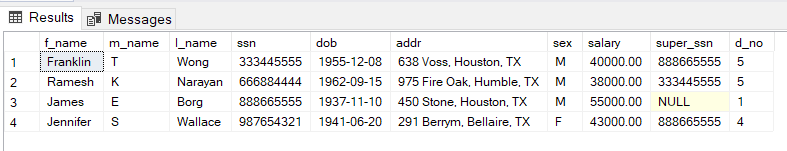 Results Messages
f_name m_name l_name ssn dob addr sex salary super_ssn d_no
1 Franklin T Wong 333445555 1955-12-08 638 Voss, Houston, TX M 40000.00 888665555 5
2 Ramesh K Narayan 666884444 1962-09-15 975 Fire Oak, Humble, TX M 38000.00 333445555 5
3 James E Borg 888665555 1937-11-10 450 Stone, Houston, TX M 55000.00 NULL 1
4 Jennifer S Wallace 987654321 1941-06-20 291 Berrym, Bellaire, TX F 43000.00 888665555 4